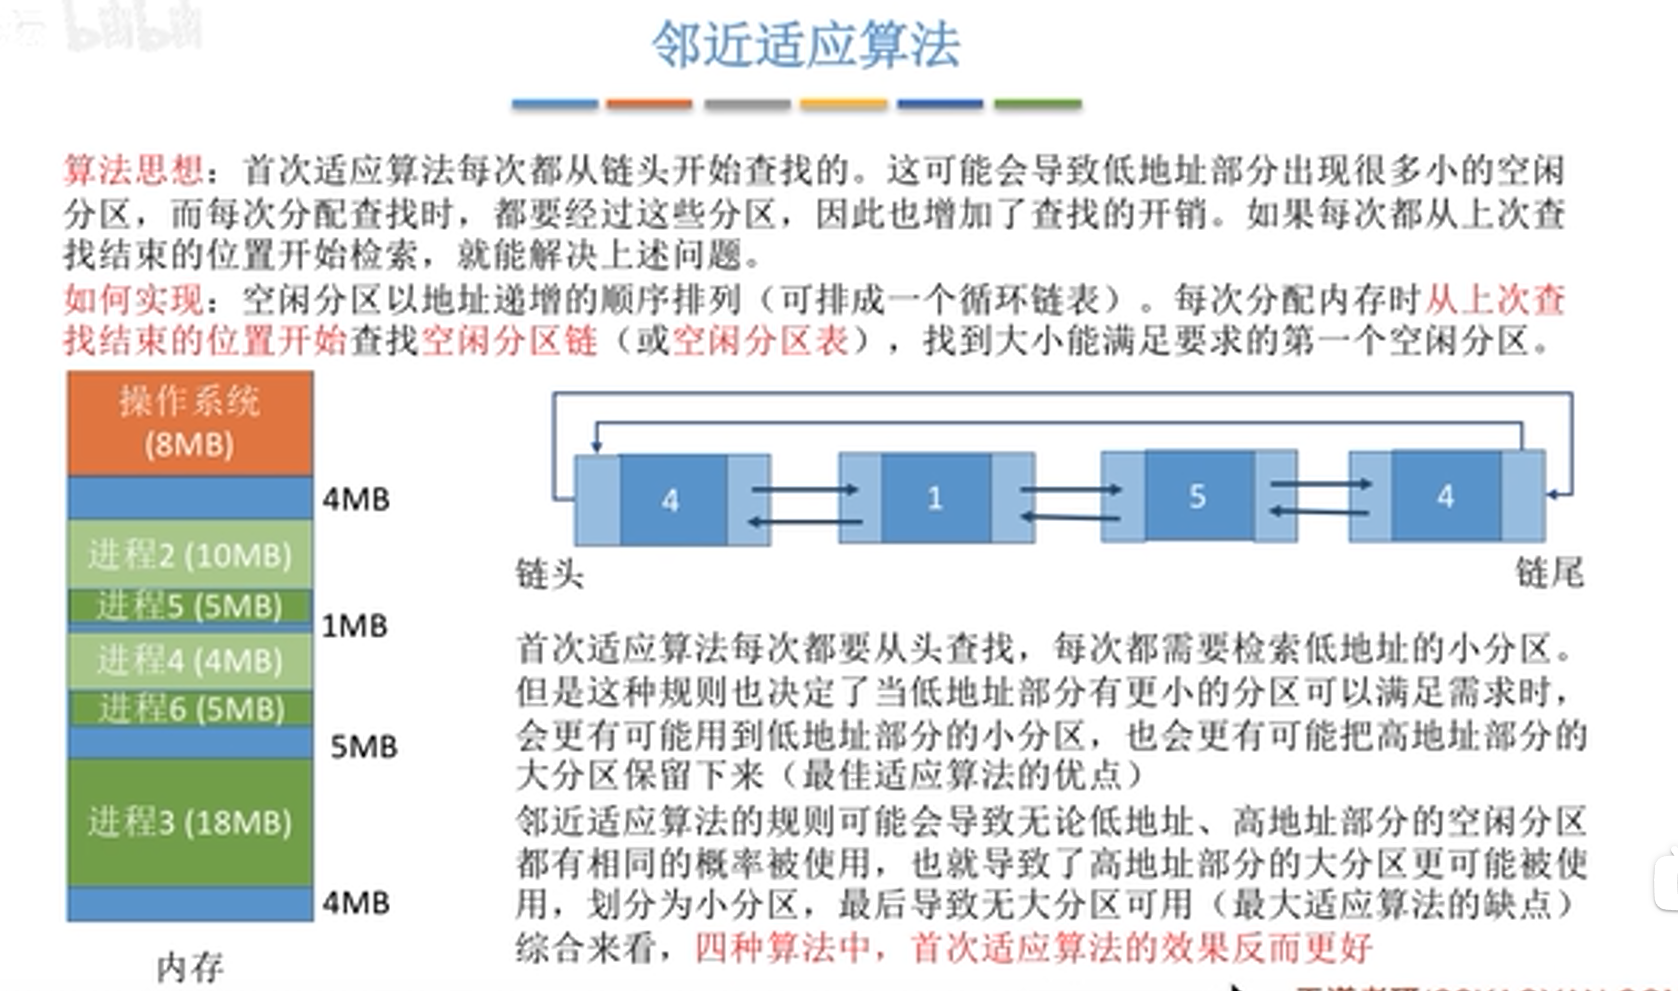 bilibili
邻近适应算法
算法思想：首次适应算法每次都从链头开始查找的。这可能会导致低地址部分出现很多小的空闲
分区，而每次分配查找时，都要经过这些分区，因此也增加了查找的开销。如果每次都从上次查
找结束的位置开始检索，就能解决上述问题。
如何实现：空闲分区以地址递增的顺序排列（可排成一个循环链表）。每次分配内存时从上次查
找结束的位置开始查找空闲分区链（或空闲分区表），找到大小能满足要求的第一个空闲分区。
操作系统
(8MB)
4MB
进程2 (10MB)
进程5 (5MB)
1MB
进程4 (4MB)
进程6 (5MB)
5MB
进程3 (18MB)
4MB
内存
4 1 5 4
链头 链尾
首次适应算法每次都要从头查找，每次都需要检索低地址的小分区。
但是这种规则也决定了当低地址部分有更小的分区可以满足需求时，
会更有可能用到低地址部分的小分区，也会更有可能把高地址部分的
大分区保留下来（最佳适应算法的优点）
邻近适应算法的规则可能会导致无论低地址、高地址部分的空闲分区
都有相同的概率被使用，也就导致了高地址部分的大分区更可能被使
用，划分为小分区，最后导致无大分区可用（最大适应算法的缺点）
综合来看，四种算法中，首次适应算法的效果反而更好